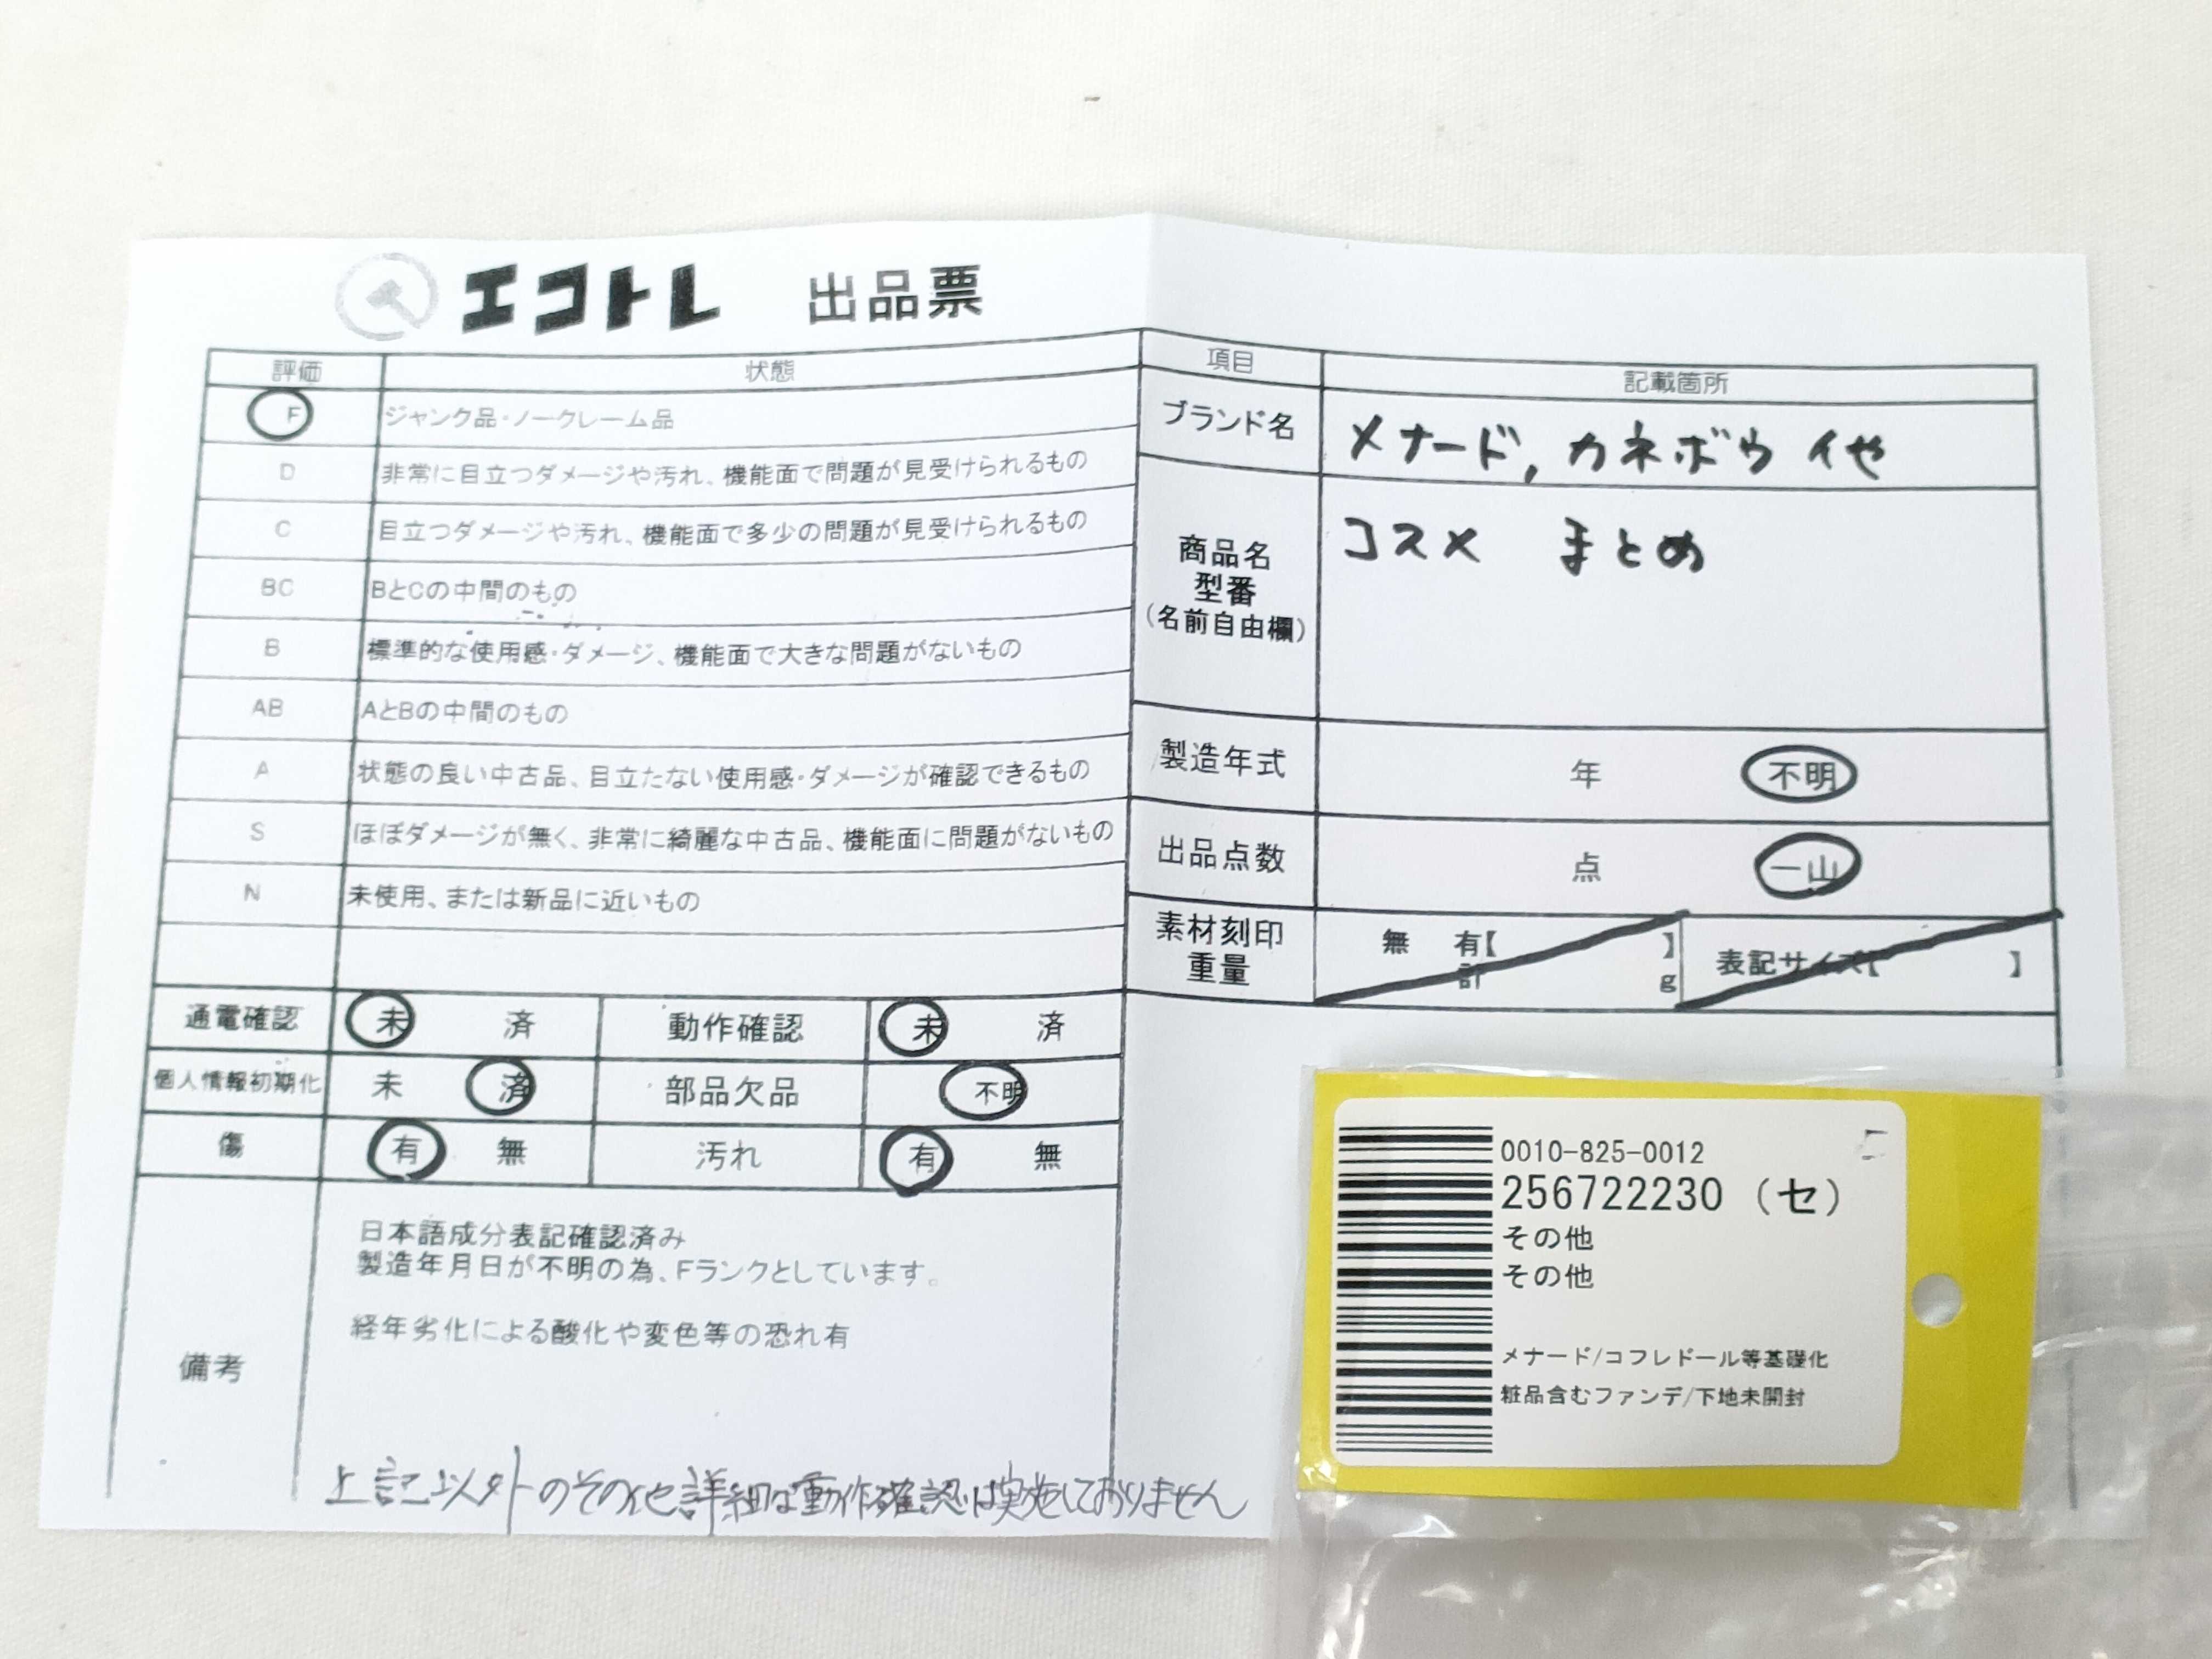 エコトレ 出品票
評価 状態
F ジャンク品・ノークレーム品
D 非常に目立つダメージや汚れ、機能面で問題が見受けられるもの
C 目立つダメージや汚れ、機能面で多少の問題が見受けられるもの
BC BとCの中間のもの
B 標準的な使用感・ダメージ、機能面で大きな問題がないもの
AB AとBの中間のもの
A 状態の良い中古品、目立たない使用感・ダメージが確認できるもの
S ほぼダメージが無く、非常に綺麗な中古品、機能面に問題がないもの
N 未使用、または新品に近いもの
通電確認 未 済 動作確認 未 済
個人情報初期化 未 済 部品欠品 不明
傷 有 無 汚れ 有 無
備考
日本語成分表記確認済み
製造年月日が不明の為、Fランクとしています。
経年劣化による酸化や変色等の恐れ有
上記以外のその他詳細な動作確認は実施しておりません
項目 記載箇所
ブランド名 メナード, カネボウ 他
商品名
型番
(名前自由欄)
コスメ まとめ
製造年式 年 不明
出品点数 点 一山
素材刻印
重量
無 有【 】
計 g
表記サイズ【 】
0010-825-0012
256722230 (セ)
その他
その他
メナード/コフレドール等基礎化
粧品含むファンデ/下地未開封